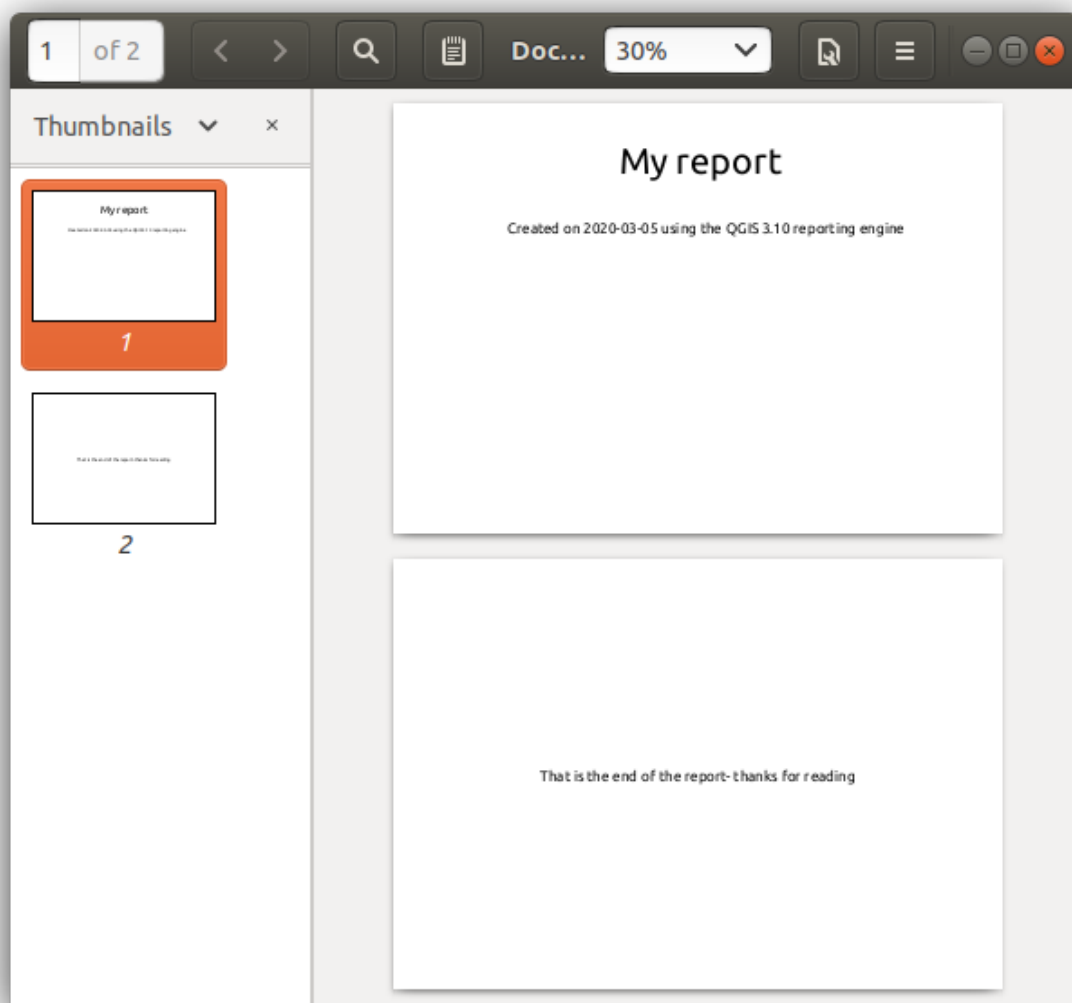 1 of 2 Doc... 30%
Thumbnails
My report
1
2
My report
Created on 2020-03-05 using the QGIS 3.10 reporting engine
That is the end of the report- thanks for reading